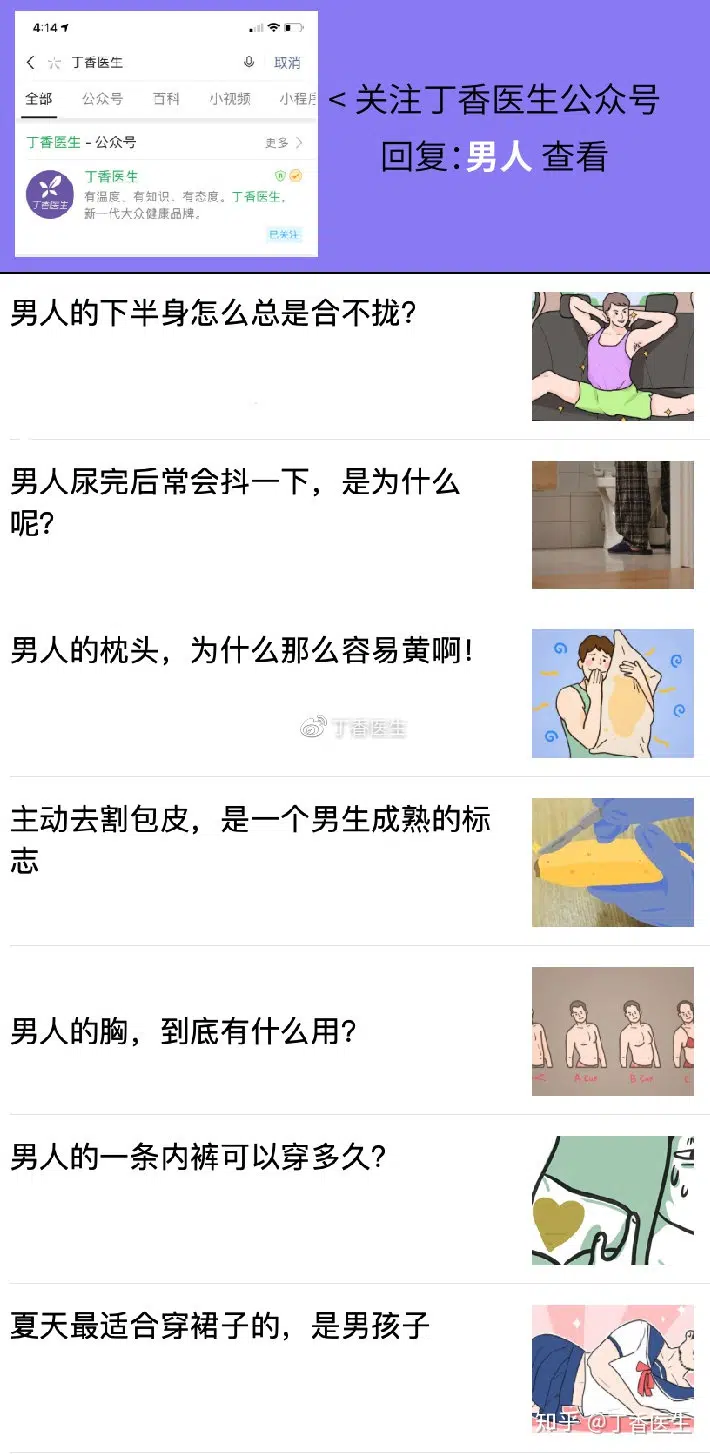 4:14
丁香医生
取消
全部 公众号 百科 小视频 小程序
丁香医生 - 公众号 更多
丁香医生
有温度、有知识、有态度。丁香医生，
新一代大众健康品牌。
丁香医生
已关注
< 关注丁香医生公众号
回复:男人 查看
男人的下半身怎么总是合不拢?
男人尿完后常会抖一下，是为什么
呢?
男人的枕头，为什么那么容易黄啊!
丁香医生
主动去割包皮，是一个男生成熟的标
志
男人的胸，到底有什么用?
A cup B cup
男人的一条内裤可以穿多久?
夏天最适合穿裙子的，是男孩子
知乎 @丁香医生